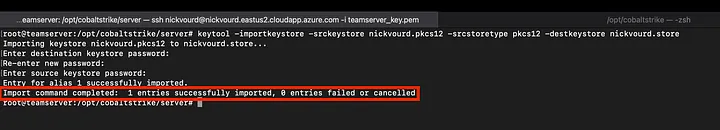 ...eamserver: /opt/cobaltstrike/server — ssh nickvourd@nickvourd.eastus2.cloudapp.azure.com -i teamserver_key.pem
/opt/cobaltstrike — -zsh
root@teamserver:/opt/cobaltstrike/server# keytool -importkeystore -srckeystore nickvourd.pkcs12 -srcstoretype pkcs12 -destkeystore nickvourd.store
Importing keystore nickvourd.pkcs12 to nickvourd.store...
Enter destination keystore password:
Re-enter new password:
Enter source keystore password:
Entry for alias 1 successfully imported.
Import command completed:  1 entries successfully imported, 0 entries failed or cancelled
root@teamserver:/opt/cobaltstrike/server#